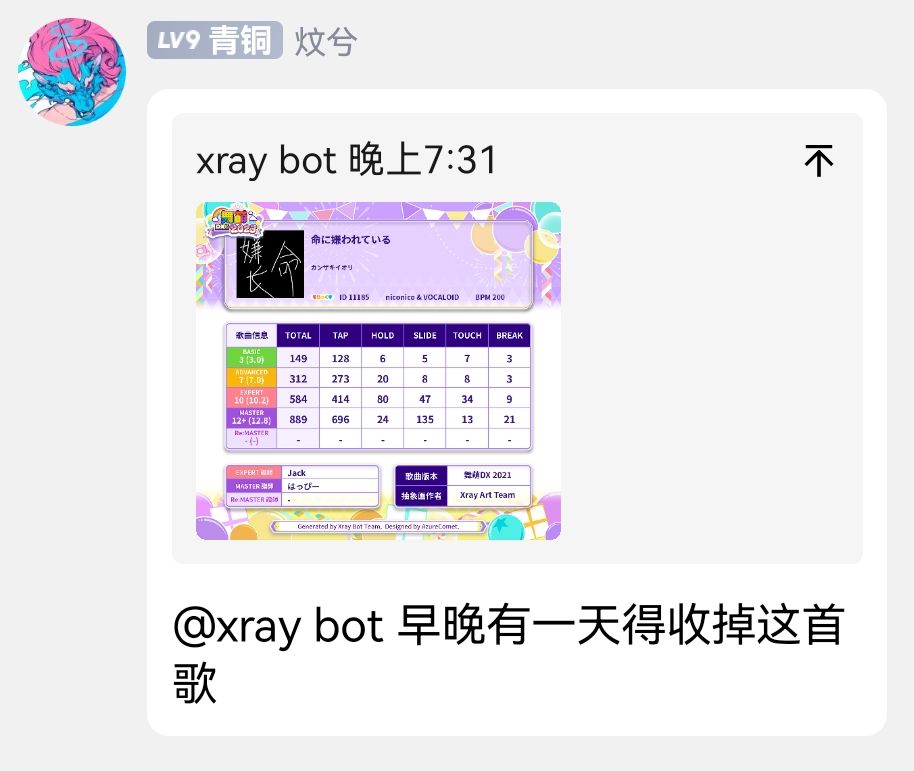 LV9 青铜 炆兮
xray bot 晚上7:31
舞萌
DX 2023
嫌 命
长
命に嫌われている
カンザキイオリ
ID 11185 niconico & VOCALOID BPM 200
歌曲信息 TOTAL TAP HOLD SLIDE TOUCH BREAK
BASIC
3 (3.0) 149 128 6 5 7 3
ADVANCED
7 (7.0) 312 273 20 8 8 3
EXPERT
10 (10.2) 584 414 80 47 34 9
MASTER
12+ (12.8) 889 696 24 135 13 21
Re:MASTER
- (-) - - - - - -
EXPERT 谱师 Jack
MASTER 谱师 はっぴー
Re:MASTER 谱师 -
歌曲版本 舞萌DX 2021
抽象画作者 Xray Art Team
Generated by Xray Bot Team. Designed by AzureComet.
@xray bot 早晚有一天得收掉这首
歌